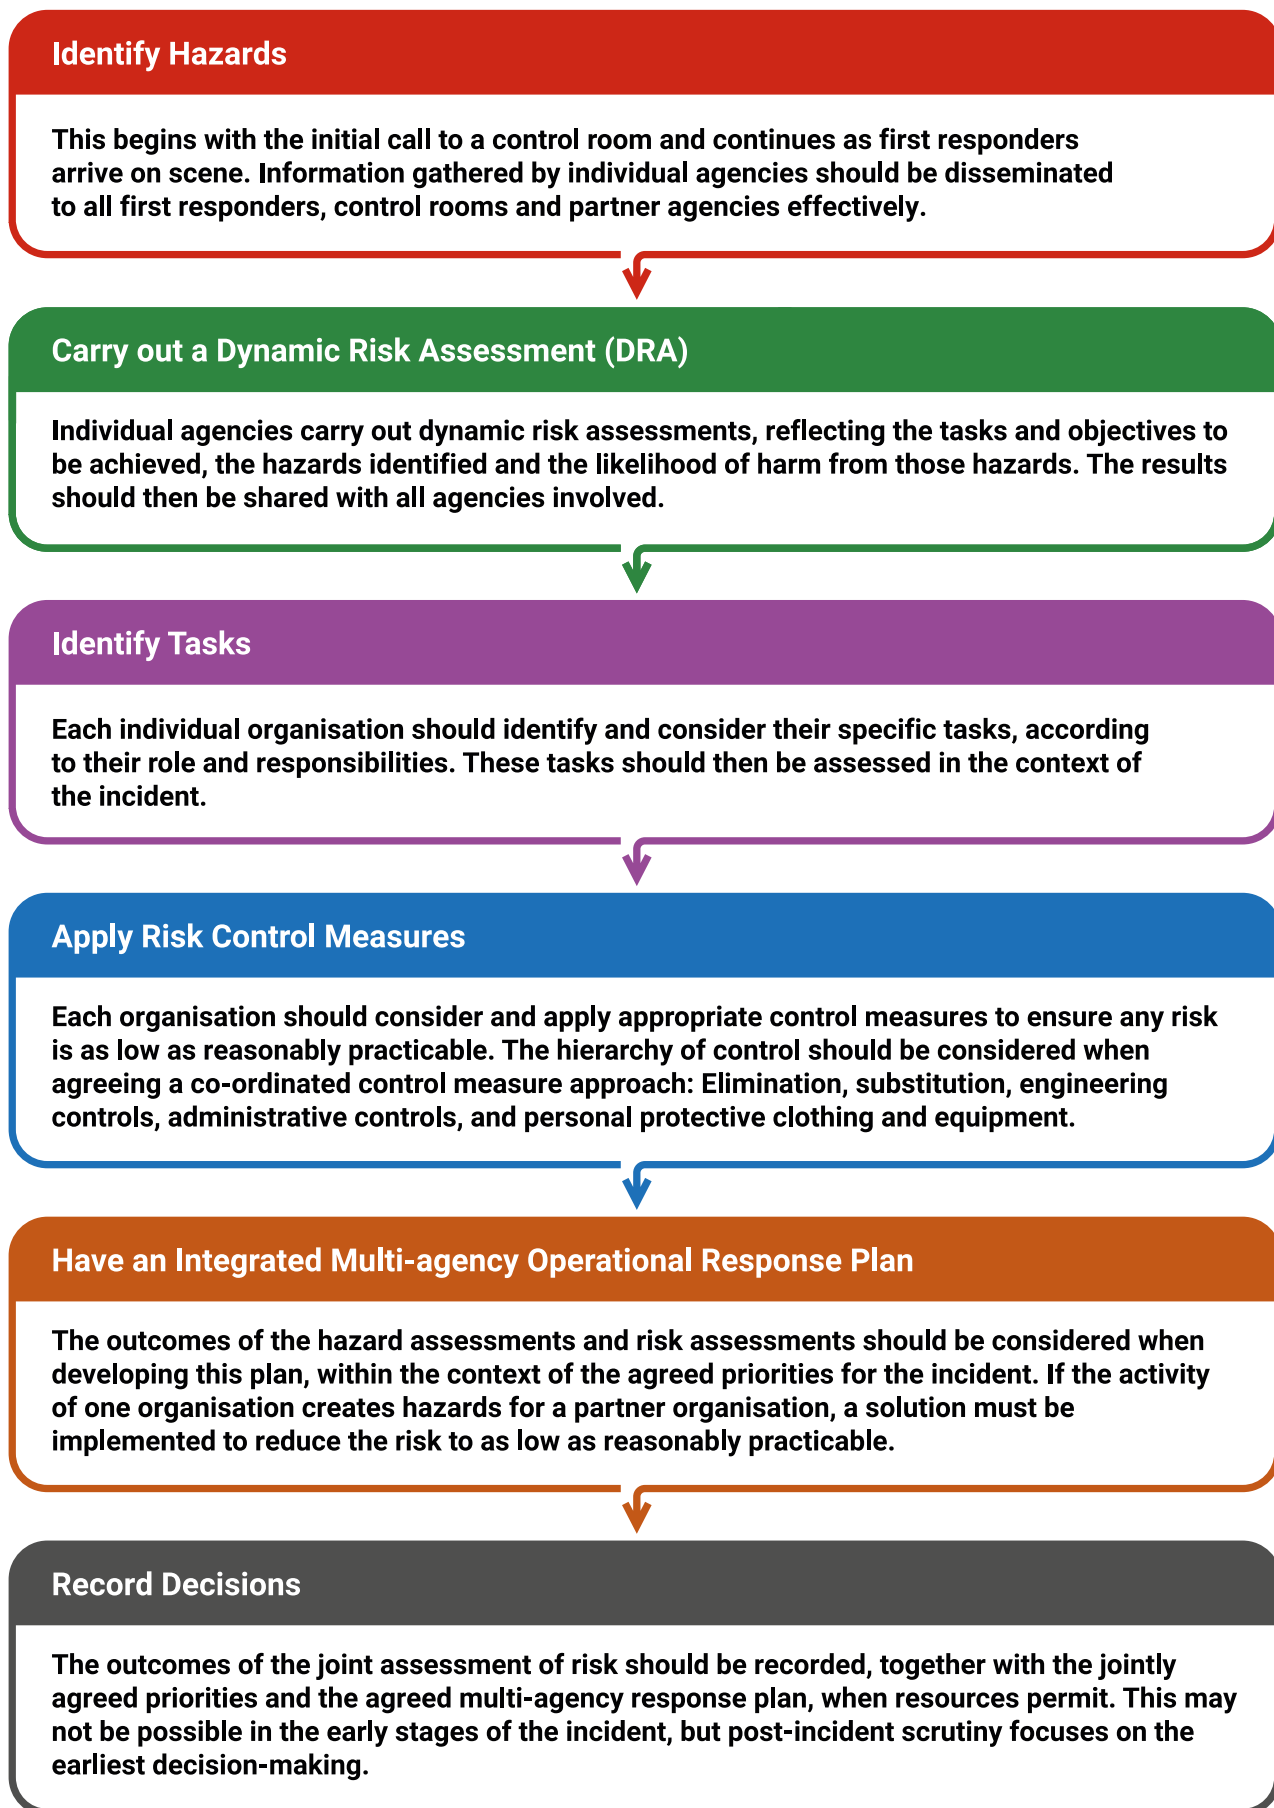 Identify Hazards
This begins with the initial call to a control room and continues as first responders
arrive on scene. Information gathered by individual agencies should be disseminated
to all first responders, control rooms and partner agencies effectively.
Carry out a Dynamic Risk Assessment (DRA)
Individual agencies carry out dynamic risk assessments, reflecting the tasks and objectives to
be achieved, the hazards identified and the likelihood of harm from those hazards. The results
should then be shared with all agencies involved.
Identify Tasks
Each individual organisation should identify and consider their specific tasks, according
to their role and responsibilities. These tasks should then be assessed in the context of
the incident.
Apply Risk Control Measures
Each organisation should consider and apply appropriate control measures to ensure any risk
is as low as reasonably practicable. The hierarchy of control should be considered when
agreeing a co-ordinated control measure approach: Elimination, substitution, engineering
controls, administrative controls, and personal protective clothing and equipment.
Have an Integrated Multi-agency Operational Response Plan
The outcomes of the hazard assessments and risk assessments should be considered when
developing this plan, within the context of the agreed priorities for the incident. If the activity
of one organisation creates hazards for a partner organisation, a solution must be
implemented to reduce the risk to as low as reasonably practicable.
Record Decisions
The outcomes of the joint assessment of risk should be recorded, together with the jointly
agreed priorities and the agreed multi-agency response plan, when resources permit. This may
not be possible in the early stages of the incident, but post-incident scrutiny focuses on the
earliest decision-making.